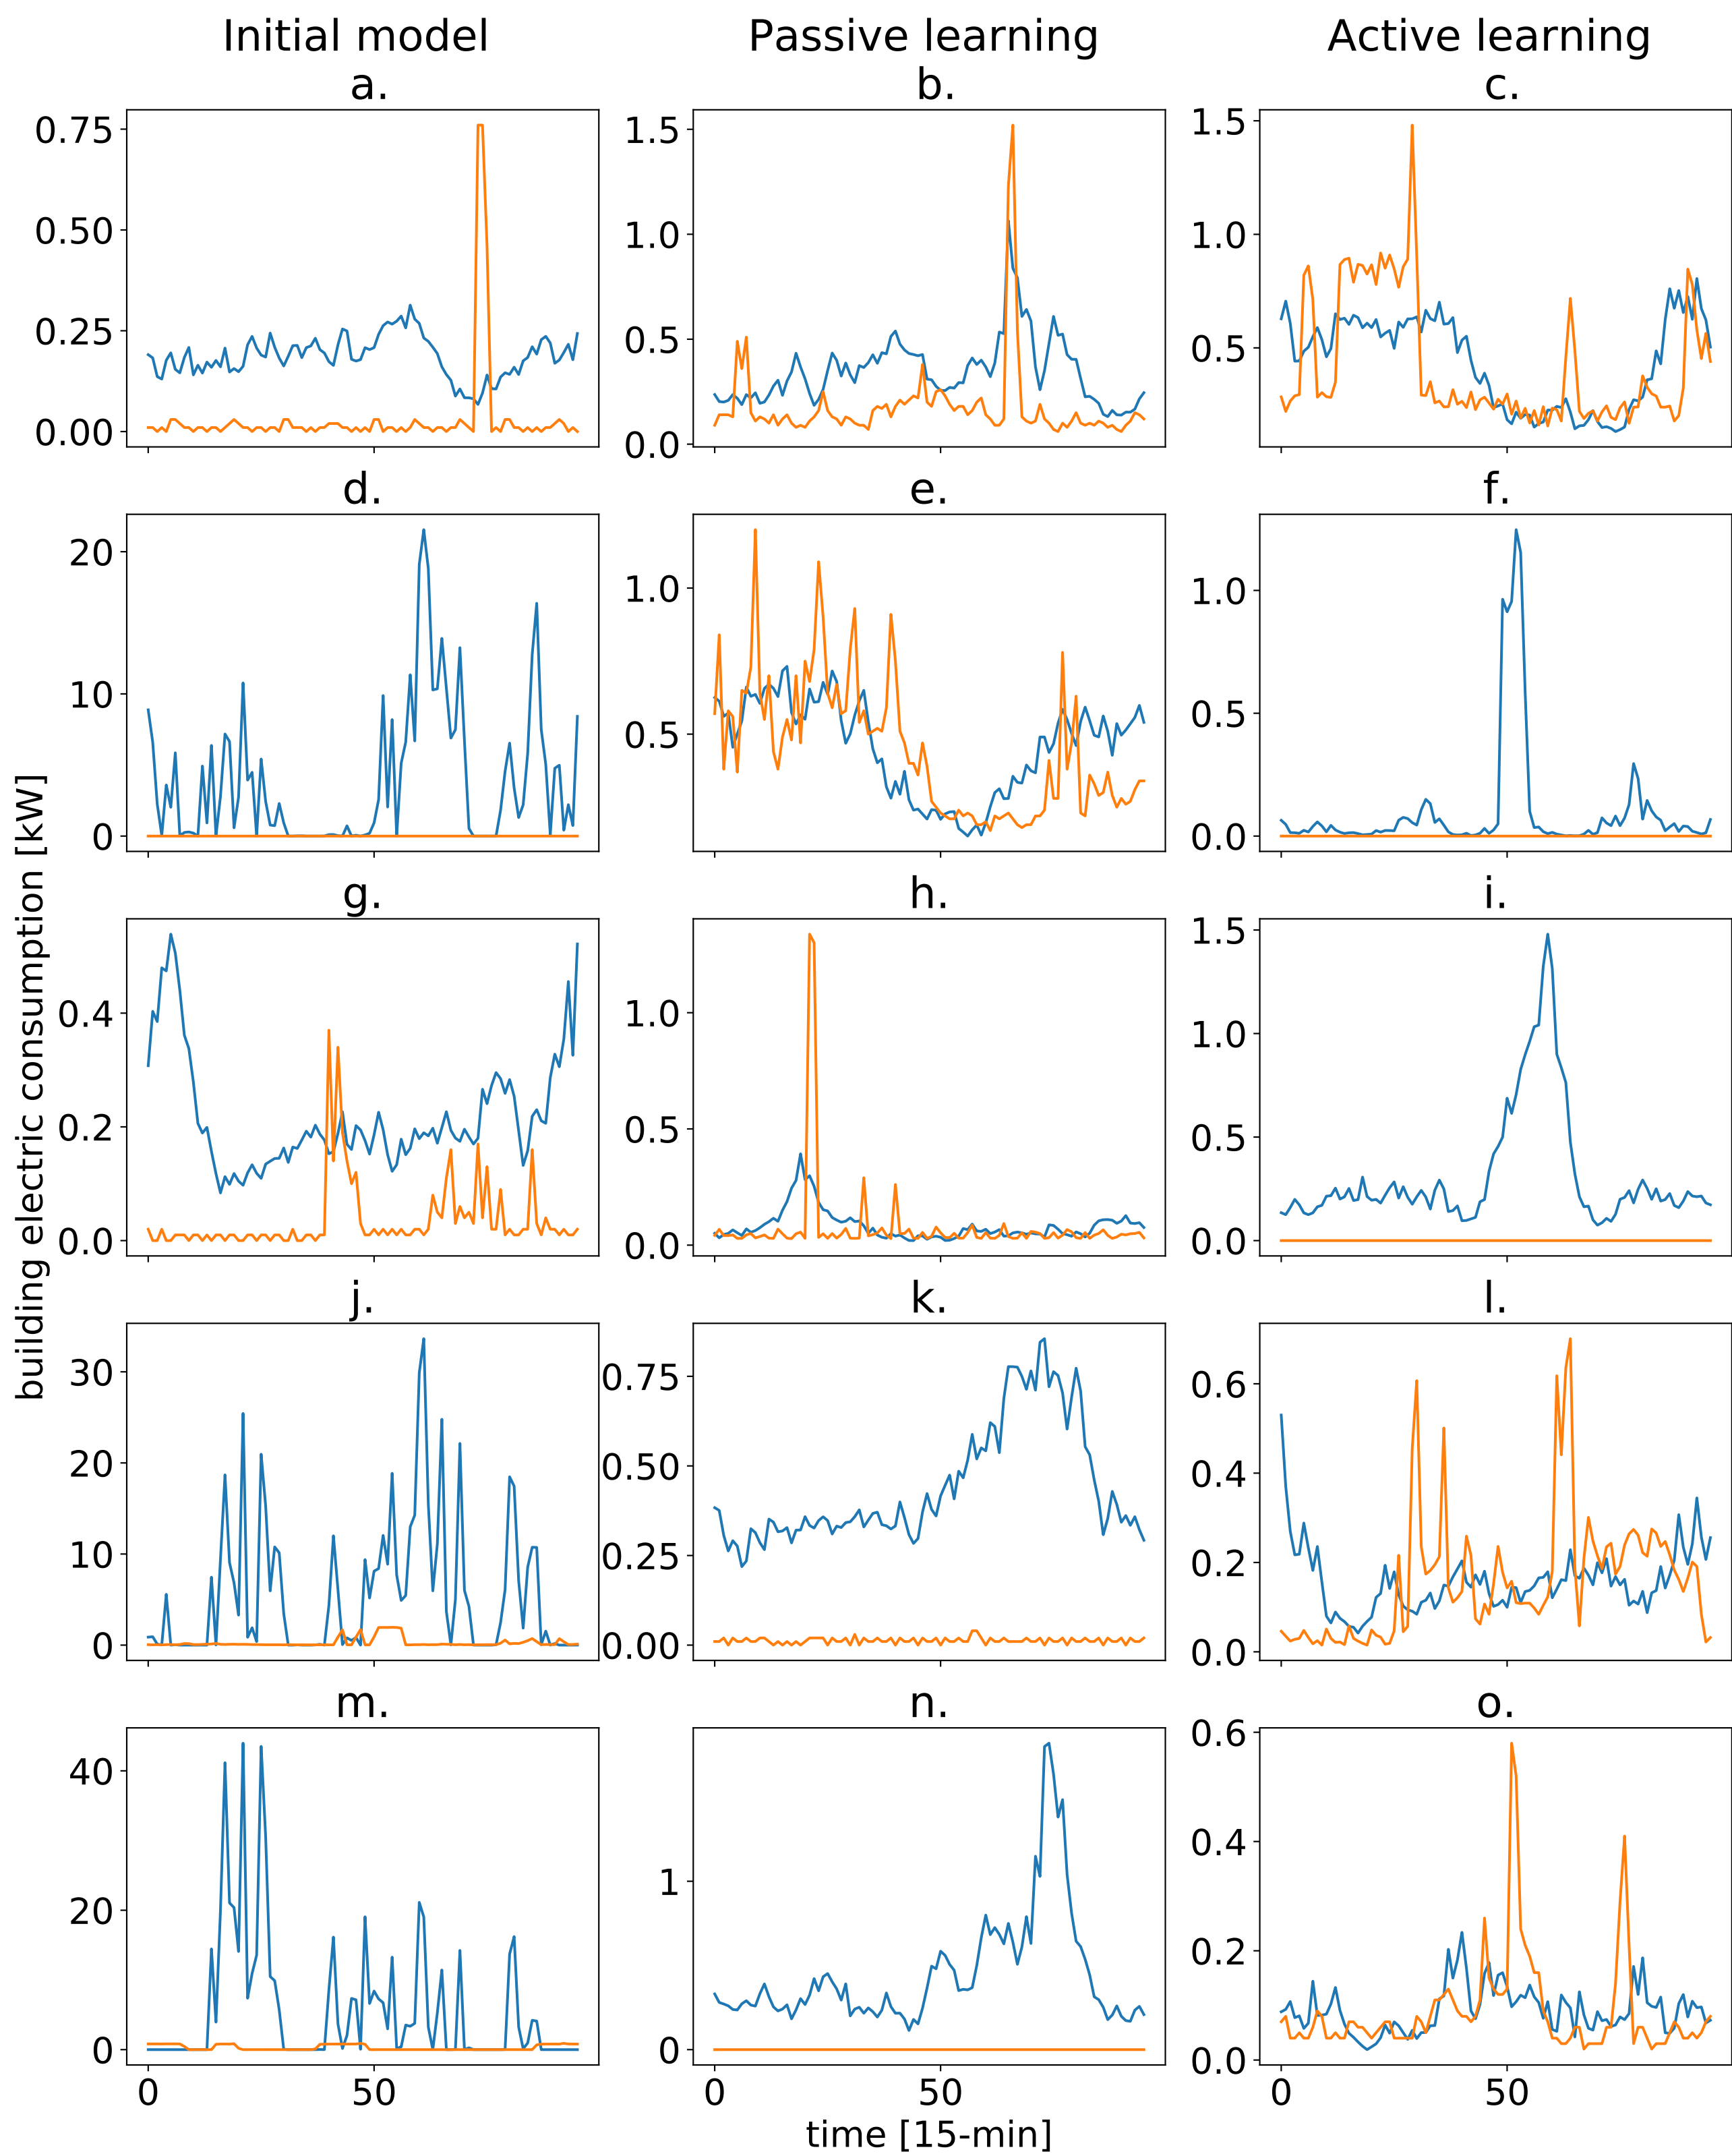 Initial model
Passive learning
Active learning
a.
b.
c.
0.75
0.50
0.25
0.00
1.5
1.0
0.5
0.0
1.5
1.0
0.5
d.
e.
f.
20
10
0
1.0
0.5
1.0
0.5
0.0
building electric consumption [kW]
g.
h.
i.
0.4
0.2
0.0
1.0
0.5
0.0
1.5
1.0
0.5
0.0
j.
k.
l.
30
20
10
0
0.75
0.50
0.25
0.00
0.6
0.4
0.2
0.0
m.
n.
o.
40
20
0
1
0
0.6
0.4
0.2
0.0
0 50
0 50
0 50
time [15-min]